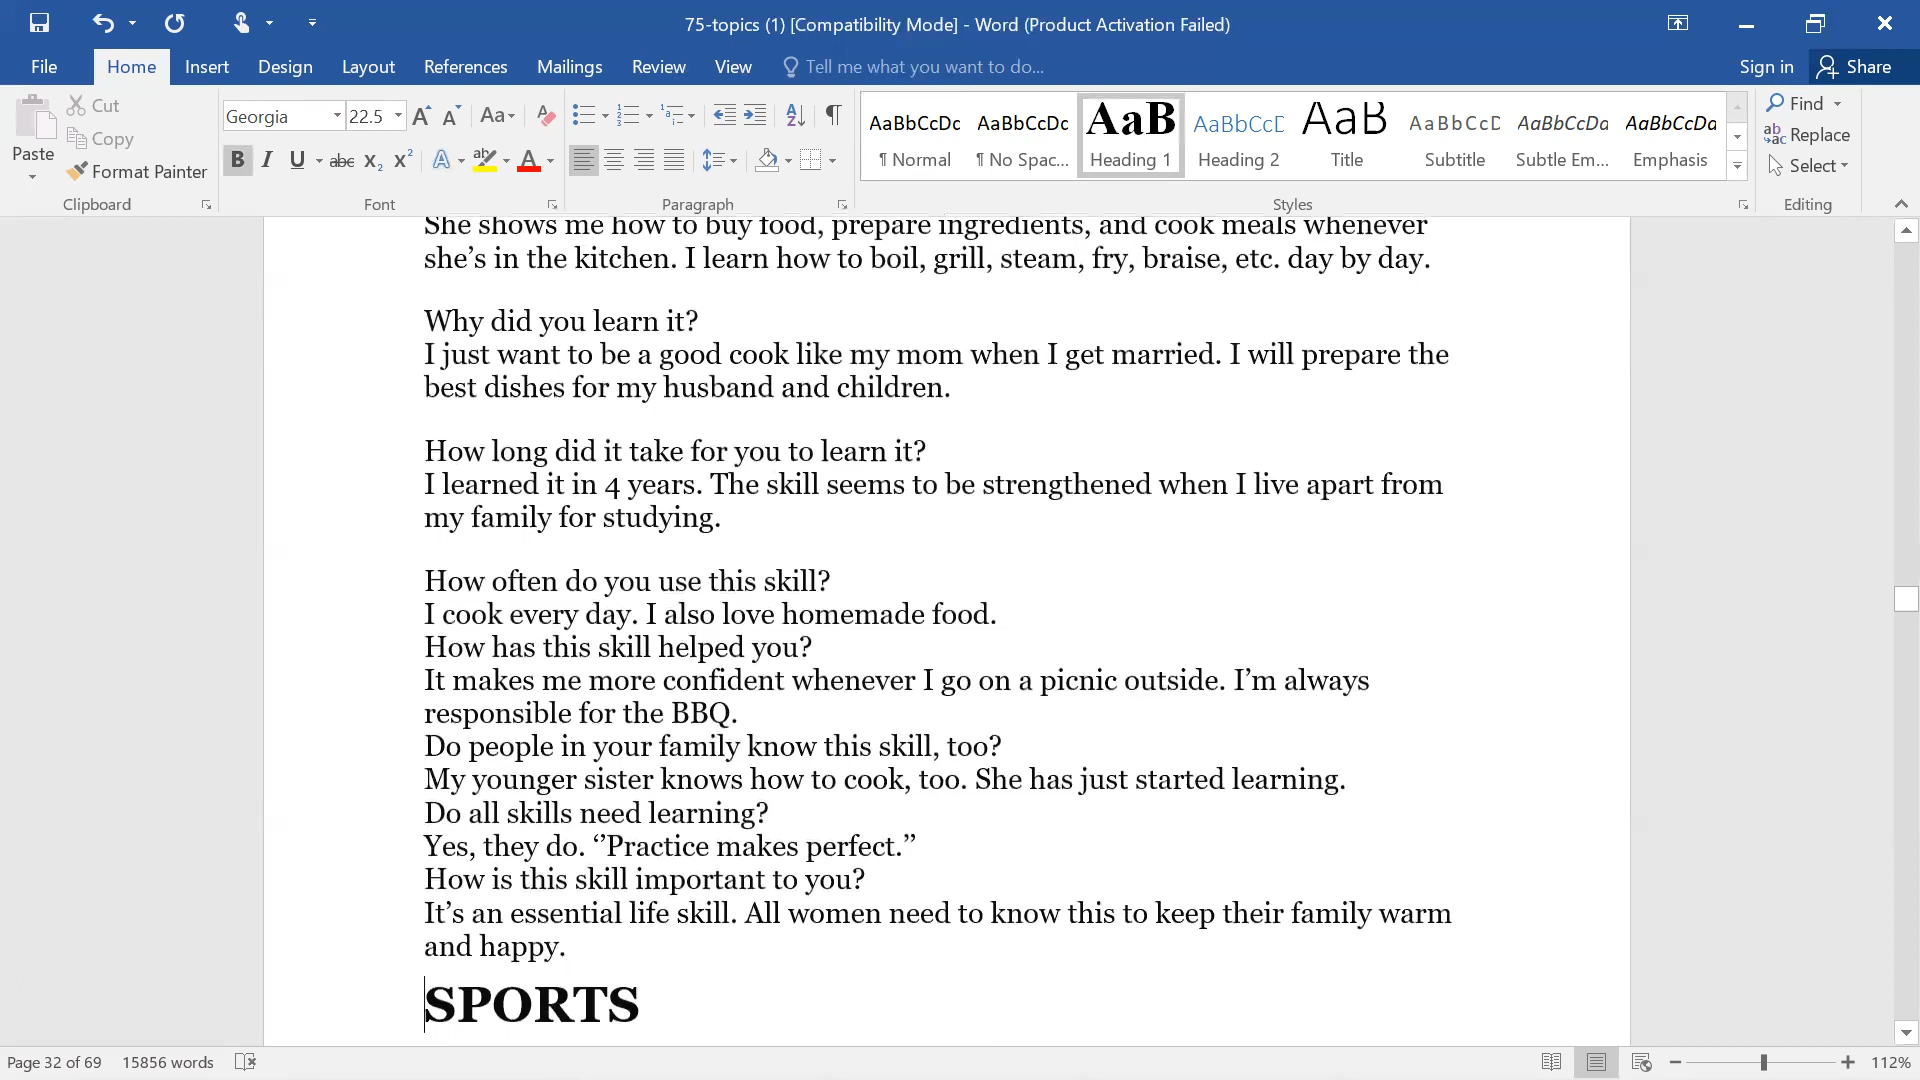 75-topics (1) [Compatibility Mode] - Word (Product Activation Failed)
File Home Insert Design Layout References Mailings Review View Tell me what you want to do... Sign in Share
Paste
Cut
Copy
Format Painter
Clipboard
Georgia 22.5 Aa
B I U abc X₂ X² A ab A
Font
A Z ¶
Paragraph
AaBbCcDc AaBbCcDc AaB AaBbCcD AaB AaBbCcD AaBbCcDa AaBbCcDa
¶ Normal ¶ No Spac... Heading 1 Heading 2 Title Subtitle Subtle Em... Emphasis
Styles
Find
Replace
Select
Editing
She shows me how to buy food, prepare ingredients, and cook meals whenever
she’s in the kitchen. I learn how to boil, grill, steam, fry, braise, etc. day by day.
Why did you learn it?
I just want to be a good cook like my mom when I get married. I will prepare the
best dishes for my husband and children.
How long did it take for you to learn it?
I learned it in 4 years. The skill seems to be strengthened when I live apart from
my family for studying.
How often do you use this skill?
I cook every day. I also love homemade food.
How has this skill helped you?
It makes me more confident whenever I go on a picnic outside. I’m always
responsible for the BBQ.
Do people in your family know this skill, too?
My younger sister knows how to cook, too. She has just started learning.
Do all skills need learning?
Yes, they do. ‘’Practice makes perfect.’’
How is this skill important to you?
It’s an essential life skill. All women need to know this to keep their family warm
and happy.
SPORTS
Page 32 of 69 15856 words 112%